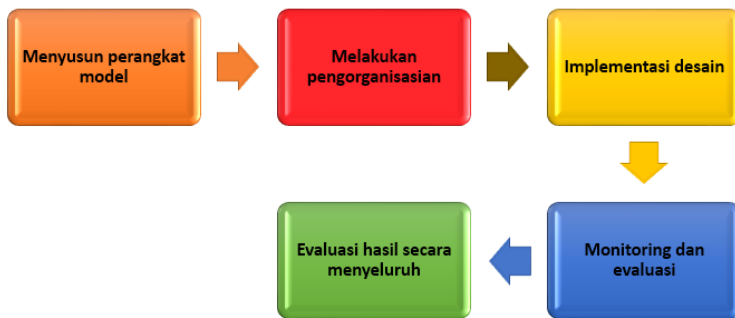 Menyusun perangkat
model
Melakukan
pengorganisasian
Implementasi desain
Monitoring dan
evaluasi
Evaluasi hasil secara
menyeluruh